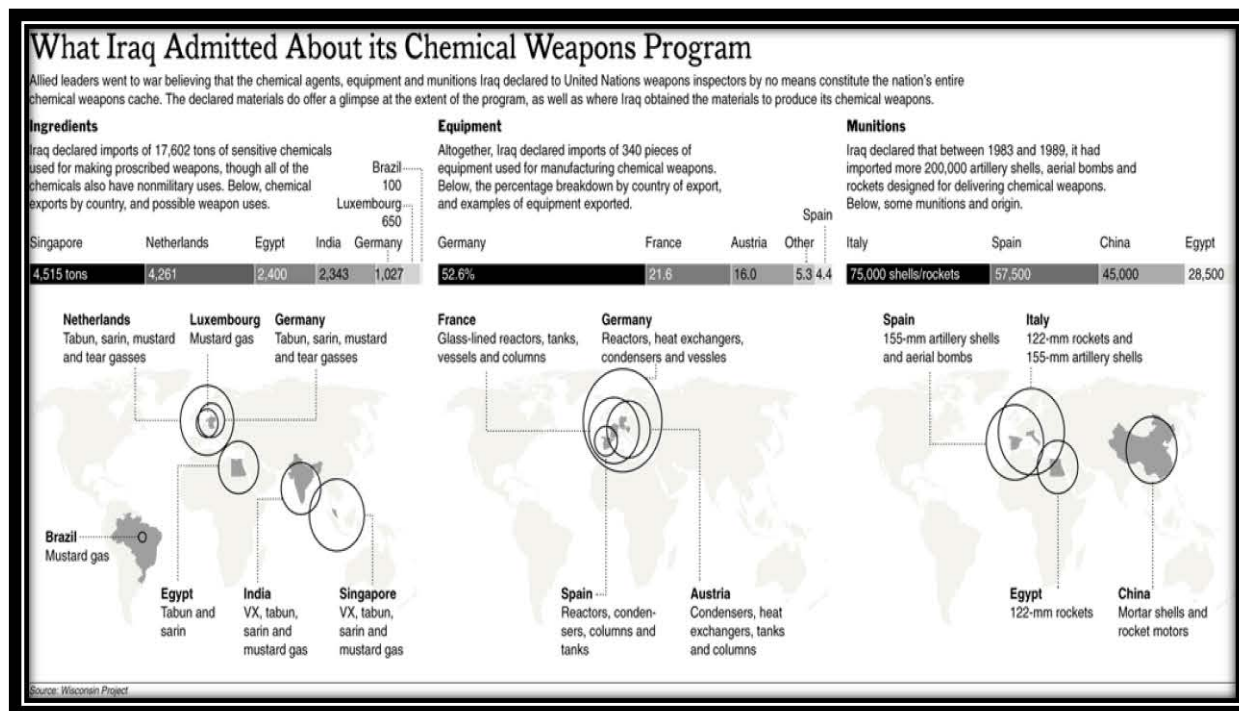 What Iraq Admitted About its Chemical Weapons Program
Allied leaders went to war believing that the chemical agents, equipment and munitions Iraq declared to United Nations weapons inspectors by no means constitute the nation's entire
chemical weapons cache. The declared materials do offer a glimpse at the extent of the program, as well as where Iraq obtained the materials to produce its chemical weapons.
Ingredients
Iraq declared imports of 17,602 tons of sensitive chemicals
used for making proscribed weapons, though all of the
chemicals also have nonmilitary uses. Below, chemical
exports by country, and possible weapon uses.
Brazil
100
Luxembourg
650
Singapore
Netherlands
Egypt
India
Germany
4,515 tons
4,261
2,400
2,343
1,027
Netherlands
Tabun, sarin, mustard
and tear gasses
Luxembourg
Mustard gas
Germany
Tabun, sarin, mustard
and tear gasses
Brazil
Mustard gas
Egypt
Tabun and
sarin
India
VX, tabun,
sarin and
mustard gas
Singapore
VX, tabun,
sarin and
mustard gas
Equipment
Altogether, Iraq declared imports of 340 pieces of
equipment used for manufacturing chemical weapons.
Below, the percentage breakdown by country of export,
and examples of equipment exported.
Spain
Germany
France
Austria
Other
52.6%
21.6
16.0
5.3
4.4
France
Glass-lined reactors, tanks,
vessels and columns
Germany
Reactors, heat exchangers,
condensers and vessles
Spain
Reactors, conden-
sers, columns and
tanks
Austria
Condensers, heat
exchangers, tanks
and columns
Munitions
Iraq declared that between 1983 and 1989, it had
imported more 200,000 artillery shells, aerial bombs and
rockets designed for delivering chemical weapons.
Below, some munitions and origin.
Italy
Spain
China
Egypt
75,000 shells/rockets
57,500
45,000
28,500
Spain
155-mm artillery shells
and aerial bombs
Italy
122-mm rockets and
155-mm artillery shells
Egypt
122-mm rockets
China
Mortar shells and
rocket motors
Source: Wisconsin Project